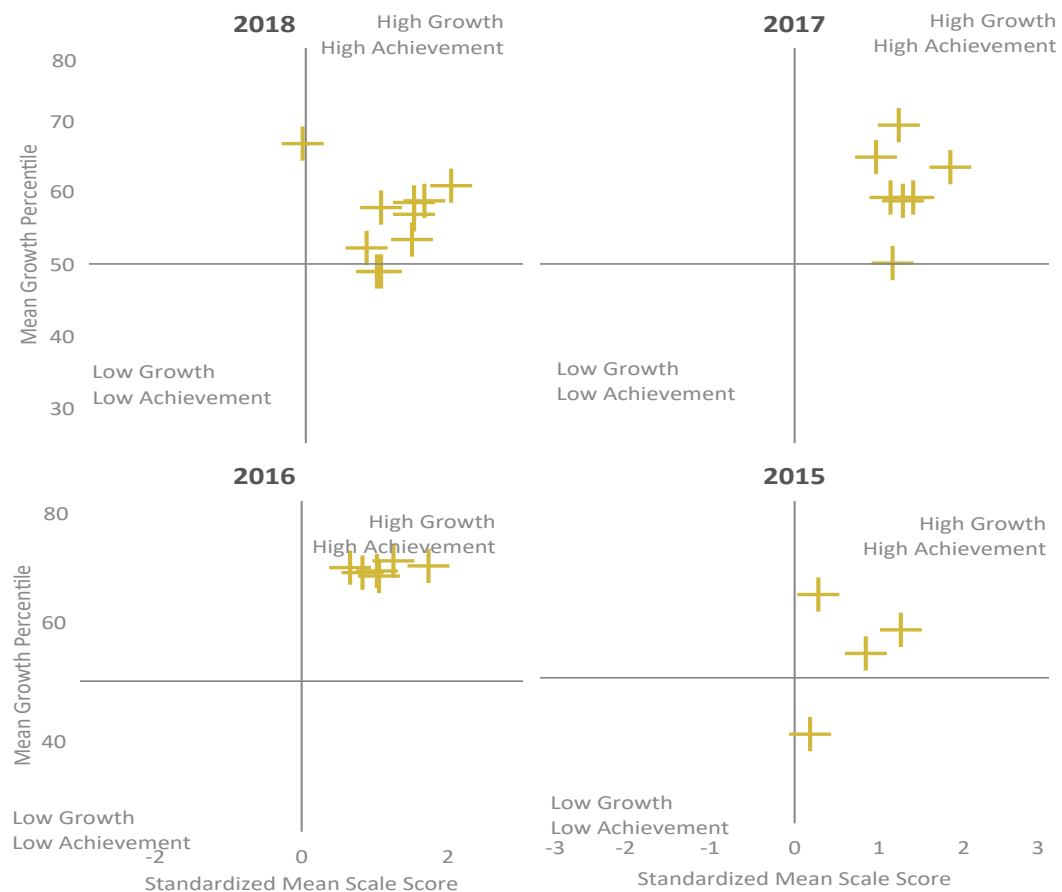 2018
High Growth
High Achievement
80
70
60
50
40
30
Mean Growth Percentile
Low Growth
Low Achievement
2017
High Growth
High Achievement
Low Growth
Low Achievement
2016
High Growth
High Achievement
80
60
40
Mean Growth Percentile
Low Growth
Low Achievement
-2 0 2
Standardized Mean Scale Score
2015
High Growth
High Achievement
Low Growth
Low Achievement
-3 -2 -1 0 1 2 3
Standardized Mean Scale Score